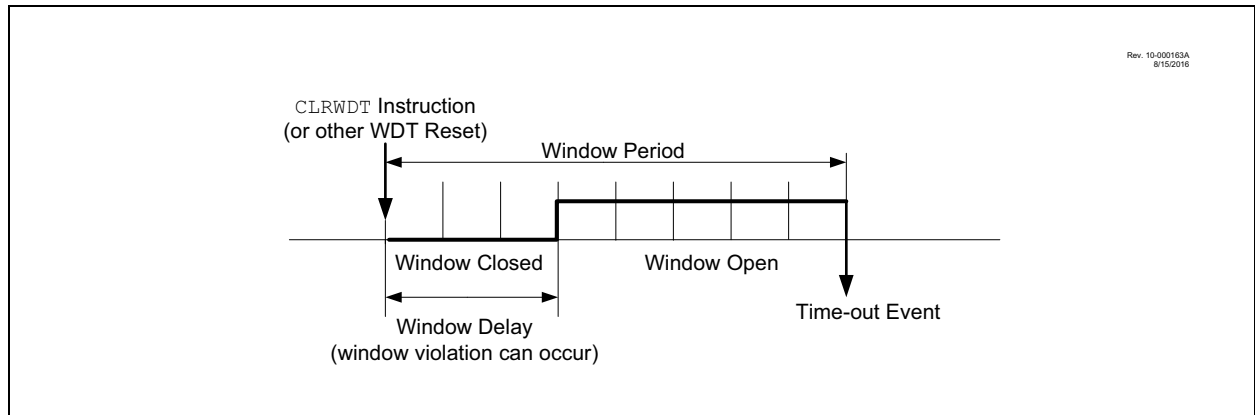 Rev. 10-000163A
8/15/2016
CLRWDT Instruction
(or other WDT Reset)
Window Period
Window Closed
Window Open
Window Delay
(window violation can occur)
Time-out Event